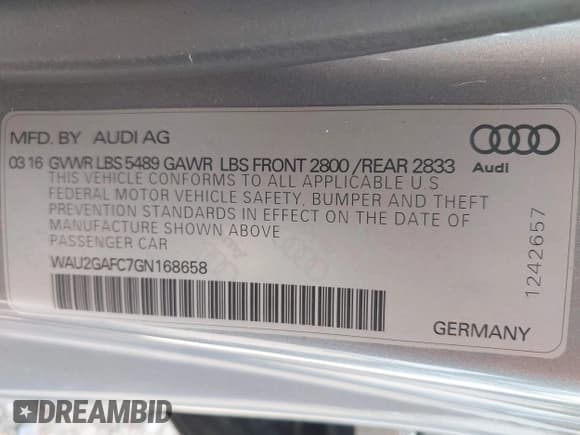 MFD. BY AUDI AG
03 16 GVWR LBS 5489 GAWR LBS FRONT 2800 /REAR 2833
THIS VEHICLE CONFORMS TO ALL APPLICABLE U.S
FEDERAL MOTOR VEHICLE SAFETY, BUMPER AND THEFT
PREVENTION STANDARDS IN EFFECT ON THE DATE OF
MANUFACTURE SHOWN ABOVE
PASSENGER CAR
WAU2GAFC7GN168658
Audi
1242657
GERMANY
DREAMBID